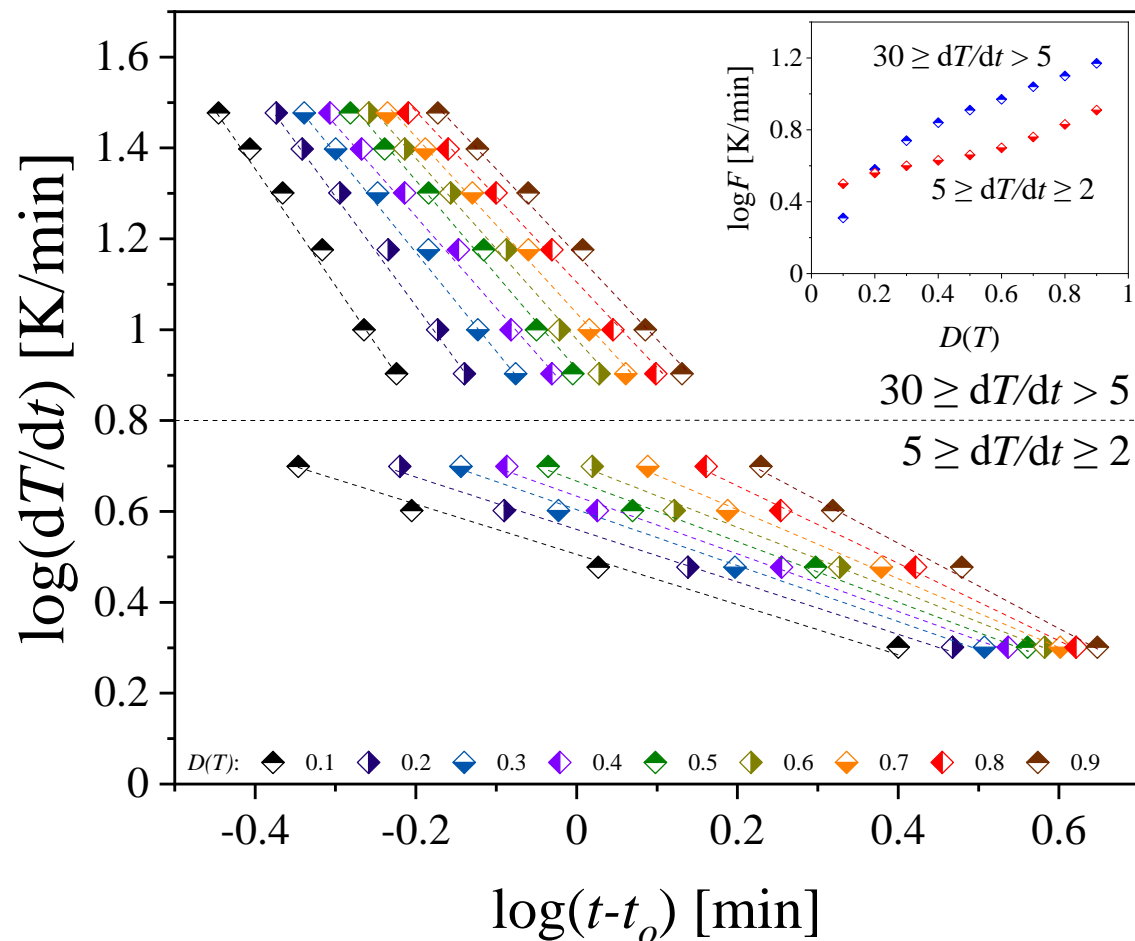 log(dT/dt) [K/min]
1.6
1.4
1.2
1
0.8
0.6
0.4
0.2
0
-0.4 -0.2 0 0.2 0.4 0.6
log(t-t_o) [min]
30 ≥ dT/dt > 5
5 ≥ dT/dt ≥ 2
D(T): 0.1 0.2 0.3 0.4 0.5 0.6 0.7 0.8 0.9
logF [K/min]
1.2
0.8
0.4
0
30 ≥ dT/dt > 5
5 ≥ dT/dt ≥ 2
0 0.2 0.4 0.6 0.8 1
D(T)